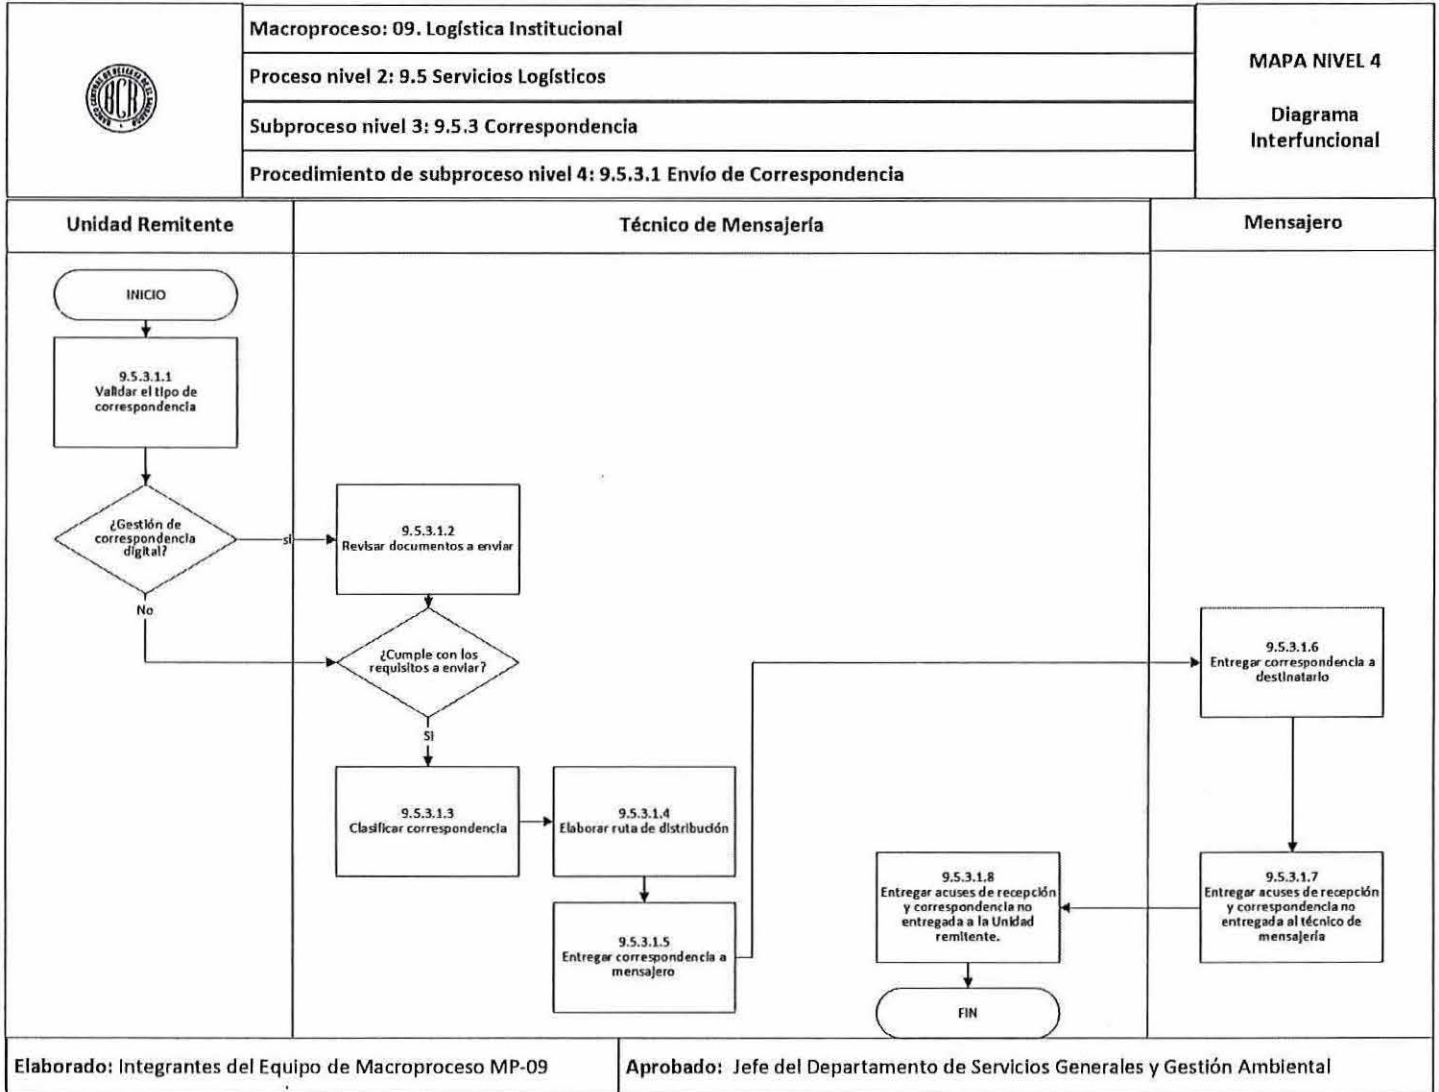 Macroproceso: 09. Logística Institucional
Proceso nivel 2: 9.5 Servicios Logísticos
Subproceso nivel 3: 9.5.3 Correspondencia
Procedimiento de subproceso nivel 4: 9.5.3.1 Envío de Correspondencia
MAPA NIVEL 4
Diagrama
Interfuncional
BANCO CENTRAL DE RESERVA DE EL SALVADOR
BCR
Unidad Remitente
Técnico de Mensajería
Mensajero
INICIO
9.5.3.1.1
Validar el tipo de
correspondencia
¿Gestión de
correspondencia
digital?
si
No
9.5.3.1.2
Revisar documentos a enviar
¿Cumple con los
requisitos a enviar?
Si
9.5.3.1.3
Clasificar correspondencia
9.5.3.1.4
Elaborar ruta de distribución
9.5.3.1.5
Entregar correspondencia a
mensajero
9.5.3.1.6
Entregar correspondencia a
destinatario
9.5.3.1.7
Entregar acuses de recepción
y correspondencia no
entregada al técnico de
mensajería
9.5.3.1.8
Entregar acuses de recepción
y correspondencia no
entregada a la Unidad
remitente.
FIN
Elaborado: Integrantes del Equipo de Macroproceso MP-09
Aprobado: Jefe del Departamento de Servicios Generales y Gestión Ambiental